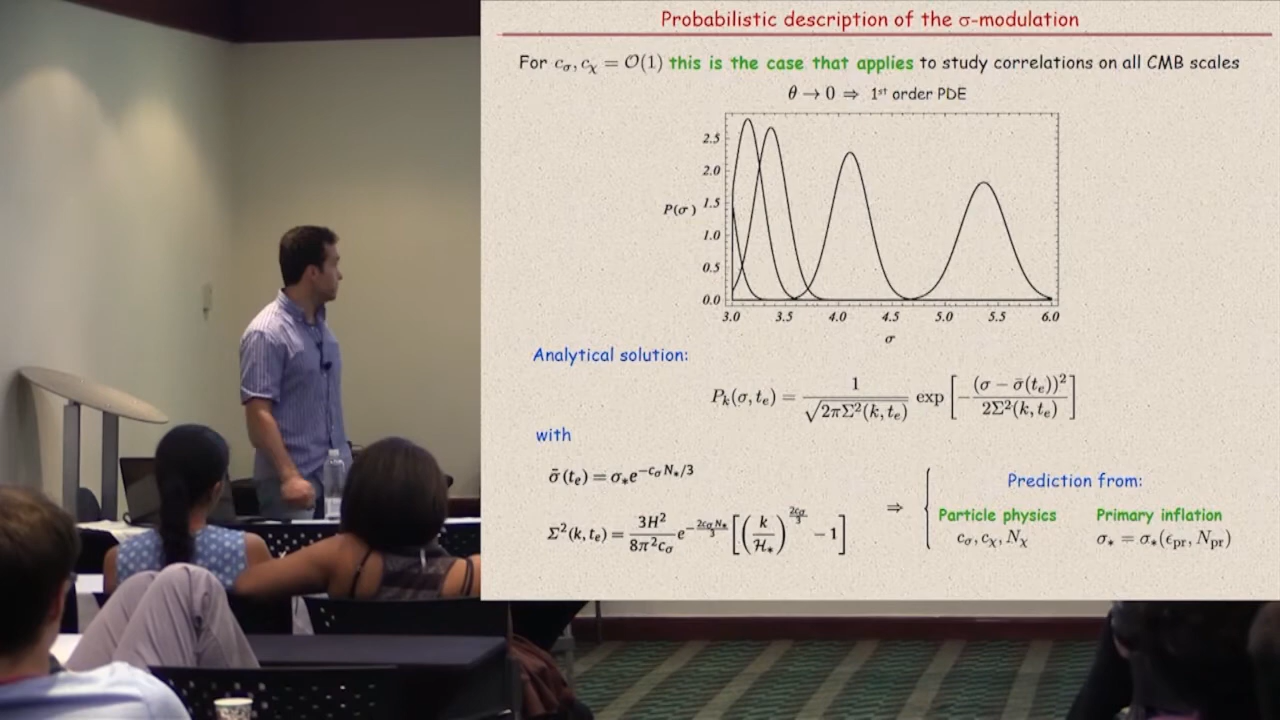 Probabilistic description of the σ-modulation
For c_σ, c_χ = O(1) this is the case that applies to study correlations on all CMB scales
θ → 0 ⇒ 1st order PDE
2.5
2.0
P(σ) 1.5
1.0
0.5
0.0
3.0 3.5 4.0 4.5 5.0 5.5 6.0
σ
Analytical solution:
P_k(σ, t_e) = 1/√(2πΣ²(k, t_e)) exp[−(σ − σ̄(t_e))²/2Σ²(k, t_e)]
with
σ̄(t_e) = σ_* e^{−c_σ N_*/3}
Σ²(k, t_e) = 3H²/8π²c_σ e^{−2c_σ N_*/3} [(k/H_*)^{2c_σ/3} − 1]
⇒
Prediction from:
Particle physics Primary inflation
c_σ, c_χ, N_χ σ_* = σ_*(ϵ_pr, N_pr)